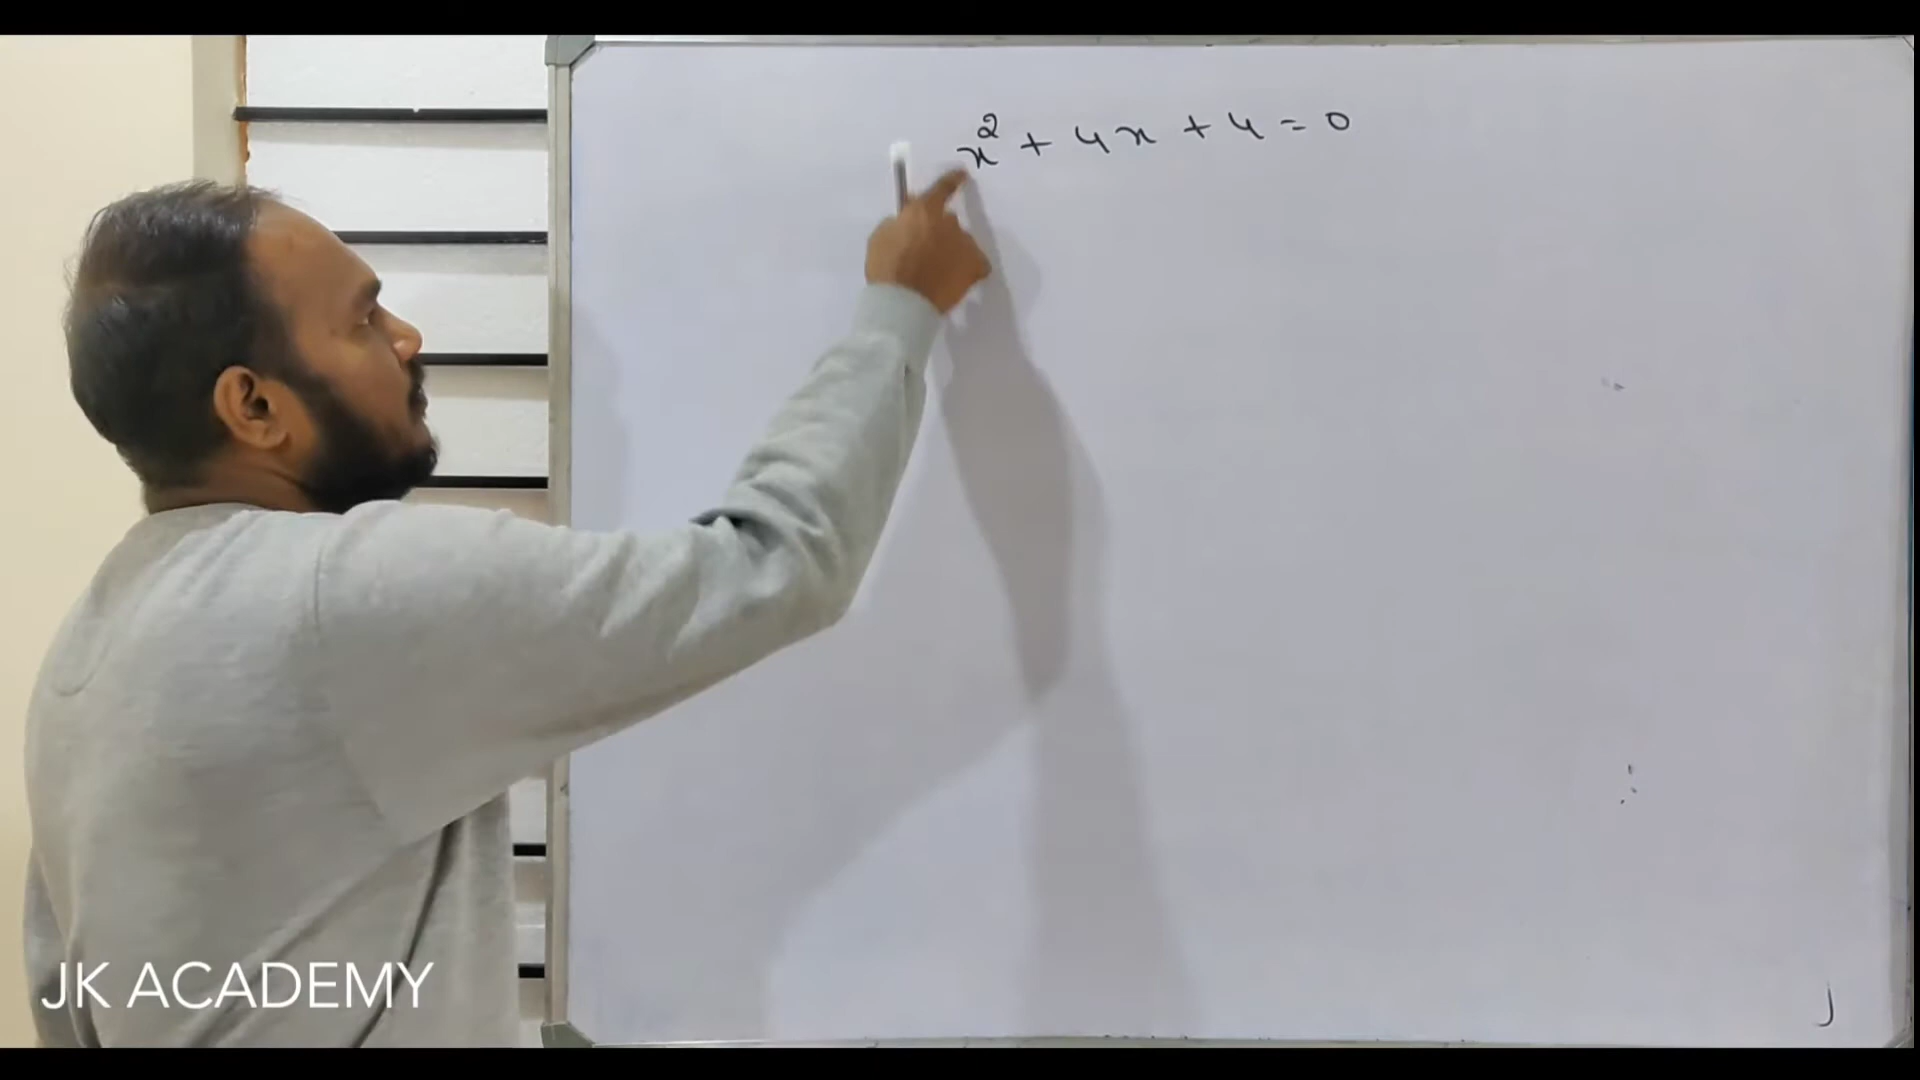 x² + 4x + 4 = 0
JK ACADEMY